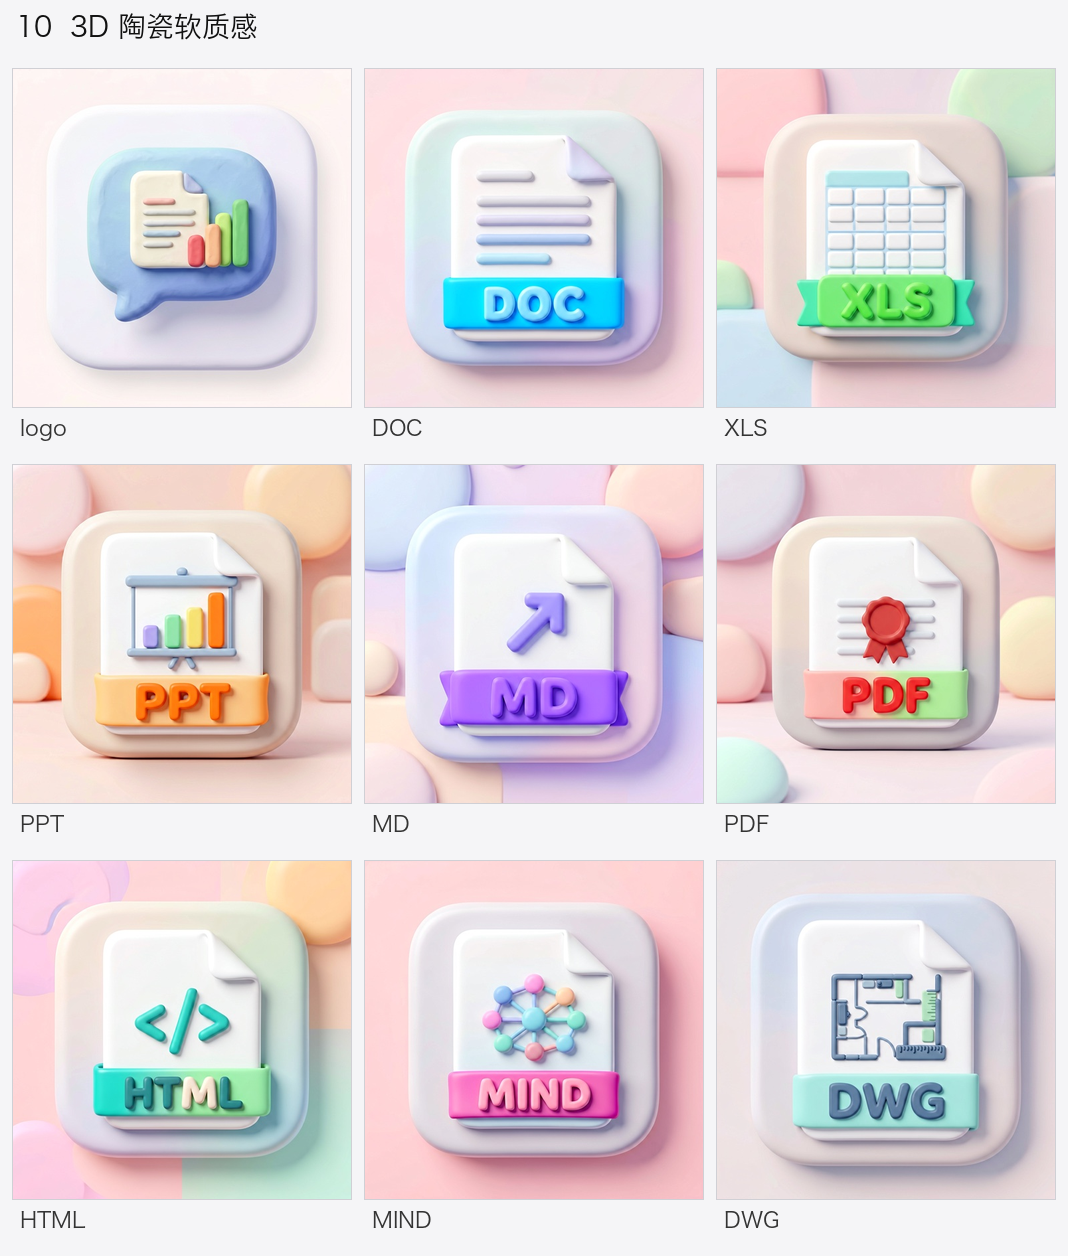 10 3D 陶瓷软质感
logo
DOC
DOC
XLS
XLS
PPT
PPT
MD
MD
PDF
PDF
</>
HTML
HTML
MIND
MIND
DWG
DWG